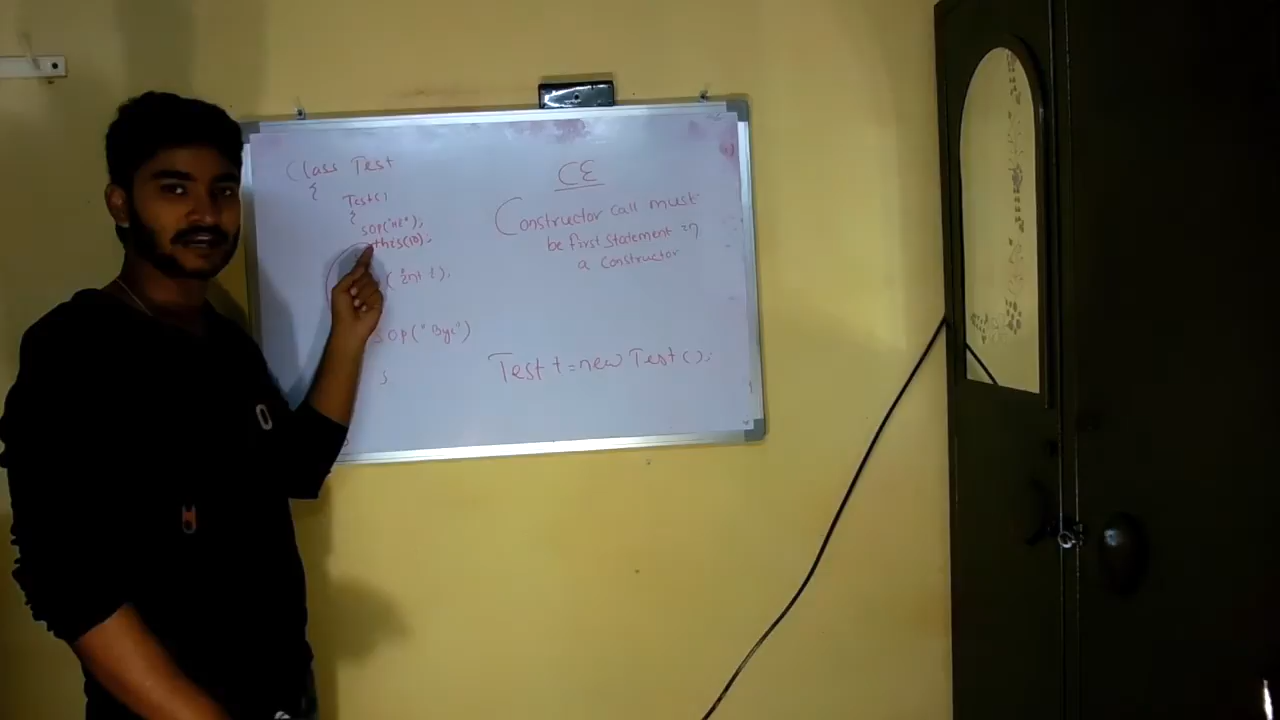 Class Test
{
Test()
{
SOP("HI");
this(10);
(int i),
SOP("Bye")
}
CE
Constructor call must
be first statement in
a constructor
Test t=new Test();